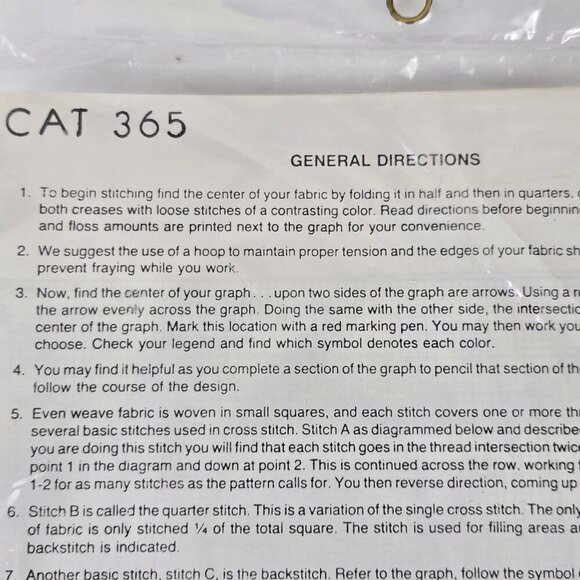 CAT 365
GENERAL DIRECTIONS
1. To begin stitching find the center of your fabric by folding it in half and then in quarters.
both creases with loose stitches of a contrasting color. Read directions before beginnin
and floss amounts are printed next to the graph for your convenience.
2. We suggest the use of a hoop to maintain proper tension and the edges of your fabric sh
prevent fraying while you work.
3. Now, find the center of your graph . . . upon two sides of the graph are arrows. Using a r
the arrow evenly across the graph. Doing the same with the other side, the intersectio
center of the graph. Mark this location with a red marking pen. You may then work you
choose. Check your legend and find which symbol denotes each color.
4. You may find it helpful as you complete a section of the graph to pencil that section of th
follow the course of the design.
5. Even weave fabric is woven in small squares, and each stitch covers one or more th
several basic stitches used in cross stitch. Stitch A as diagrammed below and describe
you are doing this stitch you will find that each stitch goes in the thread intersection twic
point 1 in the diagram and down at point 2. This is continued across the row, working
1-2 for as many stitches as the pattern calls for. You then reverse direction, coming up
6. Stitch B is called the quarter stitch. This is a variation of the single cross stitch. The only
of fabric is only stitched ¼ of the total square. The stitch is used for filling areas a
backstitch is indicated.
7. Another basic stitch, stitch C, is the backstitch. Refer to the graph, follow the symbol